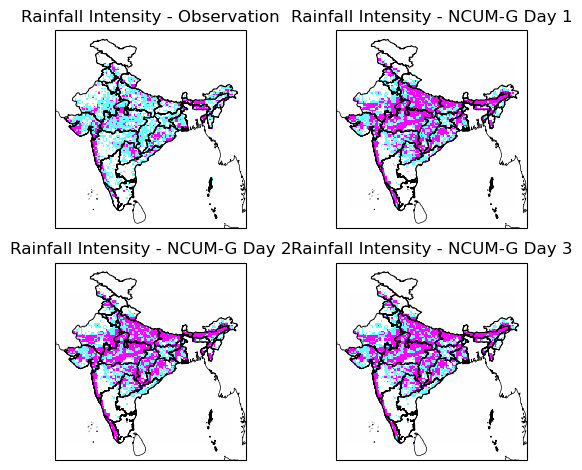 Rainfall Intensity - Observation
Rainfall Intensity - NCUM-G Day 1
Rainfall Intensity - NCUM-G Day 2
Rainfall Intensity - NCUM-G Day 3